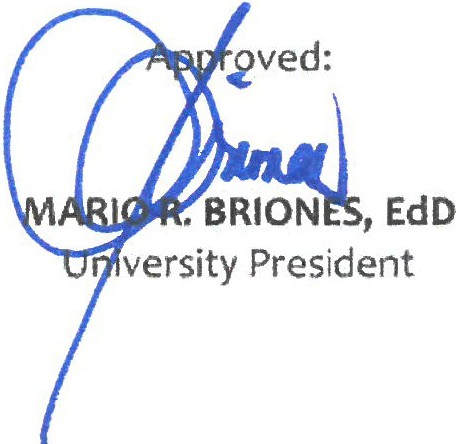 Approved:
MARIO R. BRIONES, EdD
University President